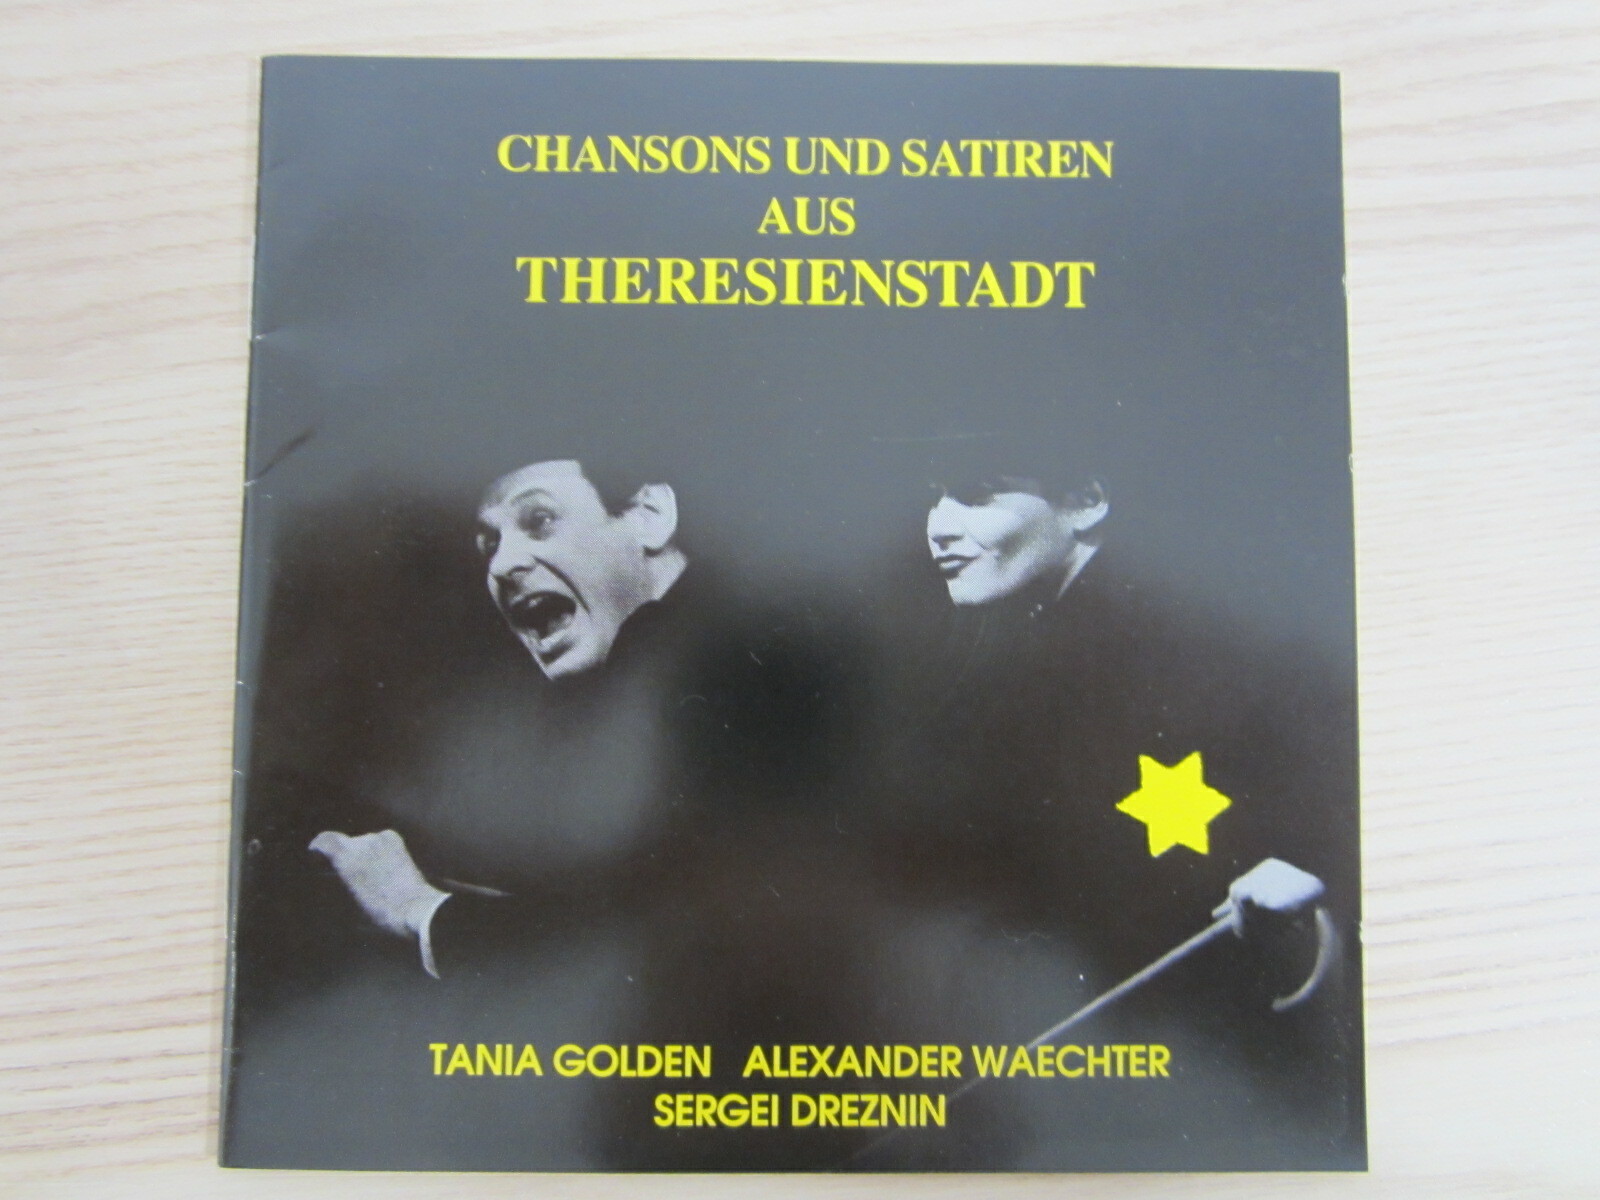 CHANSONS UND SATIREN
AUS
THERESIENSTADT
TANIA GOLDEN ALEXANDER WAECHTER
SERGEI DREZNIN